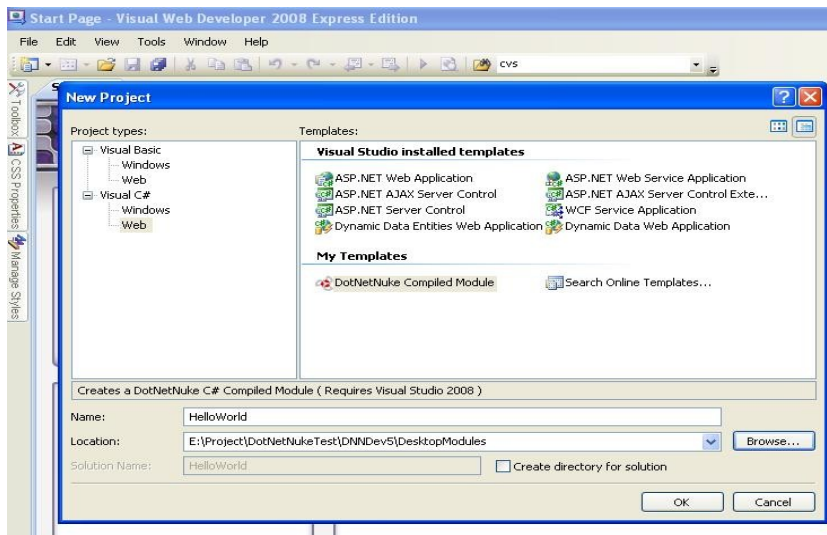 Start Page - Visual Web Developer 2008 Express Edition
File Edit View Tools Window Help
cvs
Toolbox
CSS Properties
Manage Styles
New Project
Project types:
Templates:
Visual Basic
Windows
Web
Visual C#
Windows
Web
Visual Studio installed templates
ASP.NET Web Application
ASP.NET Web Service Application
ASP.NET AJAX Server Control
ASP.NET AJAX Server Control Exte...
ASP.NET Server Control
WCF Service Application
Dynamic Data Entities Web Application
Dynamic Data Web Application
My Templates
DotNetNuke Compiled Module
Search Online Templates...
Creates a DotNetNuke C# Compiled Module ( Requires Visual Studio 2008 )
Name: HelloWorld
Location: E:\Project\DotNetNukeTest\DNNDev5\DesktopModules
Browse...
Solution Name: HelloWorld
Create directory for solution
OK Cancel